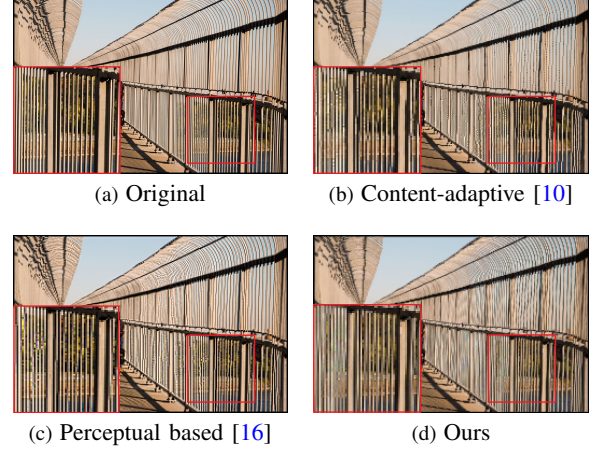 (a) Original
(b) Content-adaptive [10]
(c) Perceptual based [16]
(d) Ours